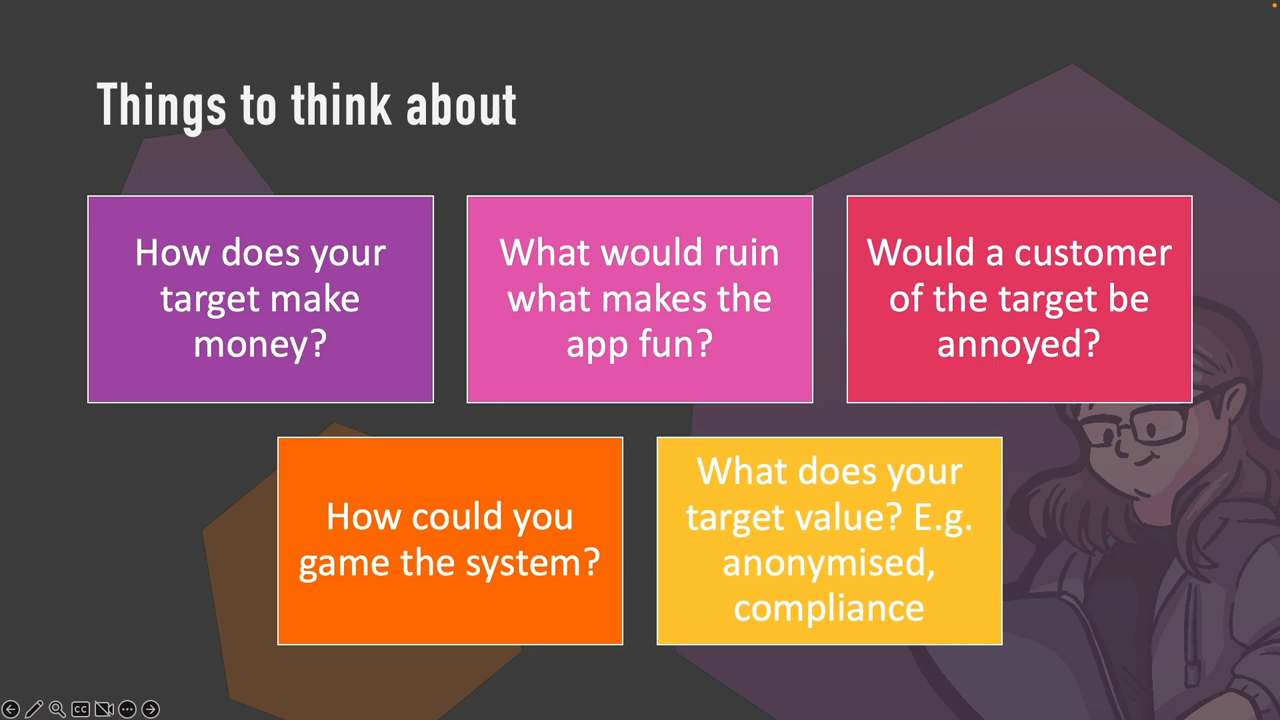 Things to think about
How does your
target make
money?
What would ruin
what makes the
app fun?
Would a customer
of the target be
annoyed?
How could you
game the system?
What does your
target value? E.g.
anonymised,
compliance
CC